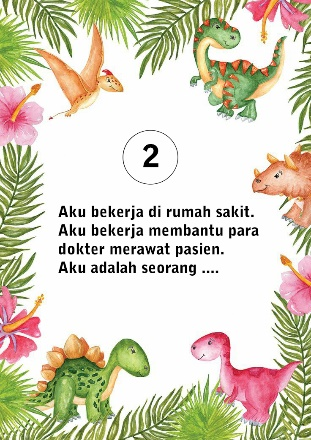 2
Aku bekerja di rumah sakit.
Aku bekerja membantu para
dokter merawat pasien.
Aku adalah seorang ....